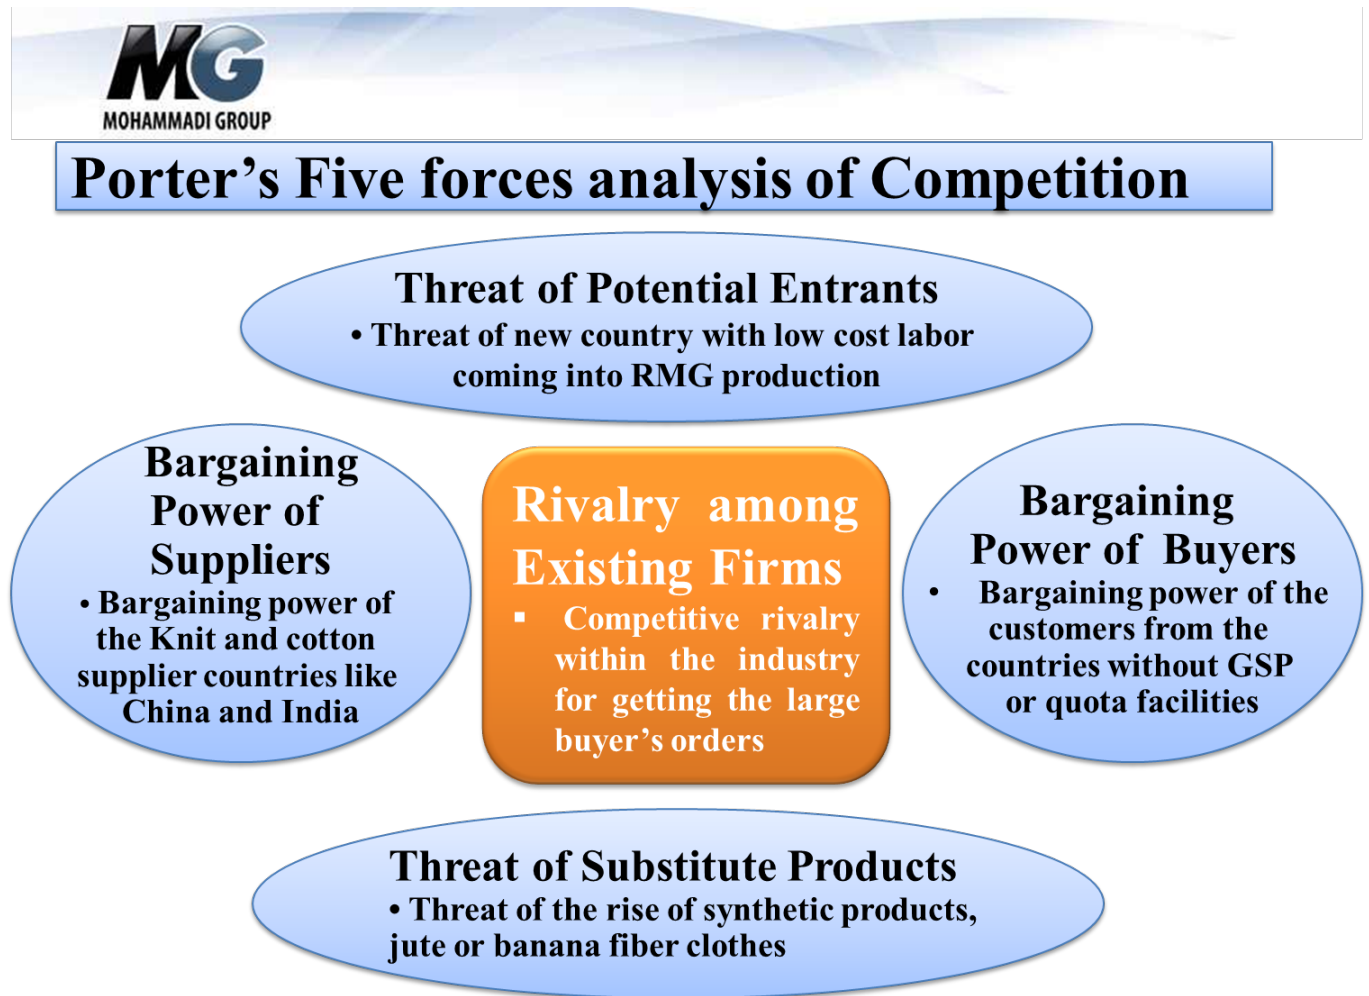 MG
MOHAMMADI GROUP
Porter’s Five forces analysis of Competition
Threat of Potential Entrants
• Threat of new country with low cost labor
coming into RMG production
Bargaining
Power of
Suppliers
• Bargaining power of
the Knit and cotton
supplier countries like
China and India
Rivalry among
Existing Firms
▪ Competitive rivalry
within the industry
for getting the large
buyer’s orders
Bargaining
Power of Buyers
• Bargaining power of the
customers from the
countries without GSP
or quota facilities
Threat of Substitute Products
• Threat of the rise of synthetic products,
jute or banana fiber clothes